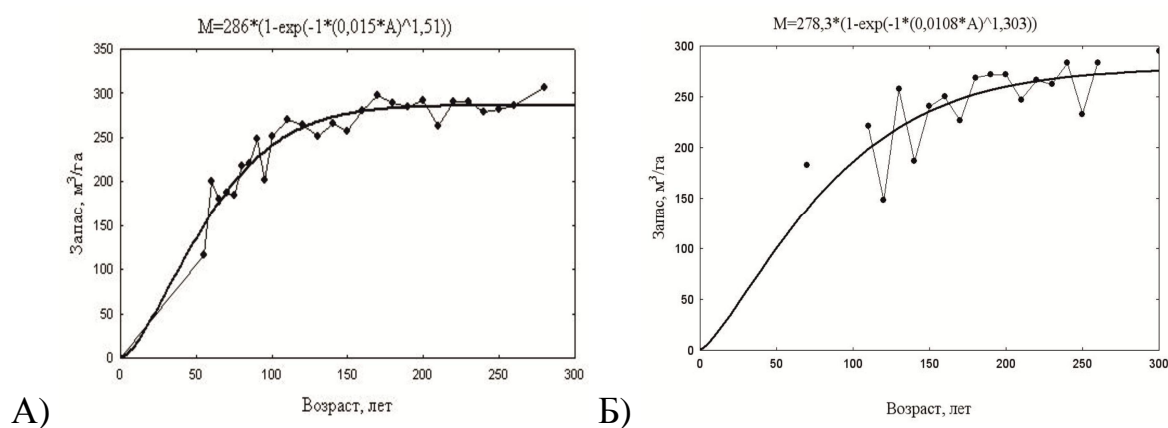 M=286*(1-exp(-1*(0,015*A)^1,51))
350
300
250
200
150
100
50
0
Запас, м³/га
0 50 100 150 200 250 300
Возраст, лет
А)
M=278,3*(1-exp(-1*(0,0108*A)^1,303))
300
250
200
150
100
50
0
Запас, м³/га
0 50 100 150 200 250 300
Возраст, лет
Б)